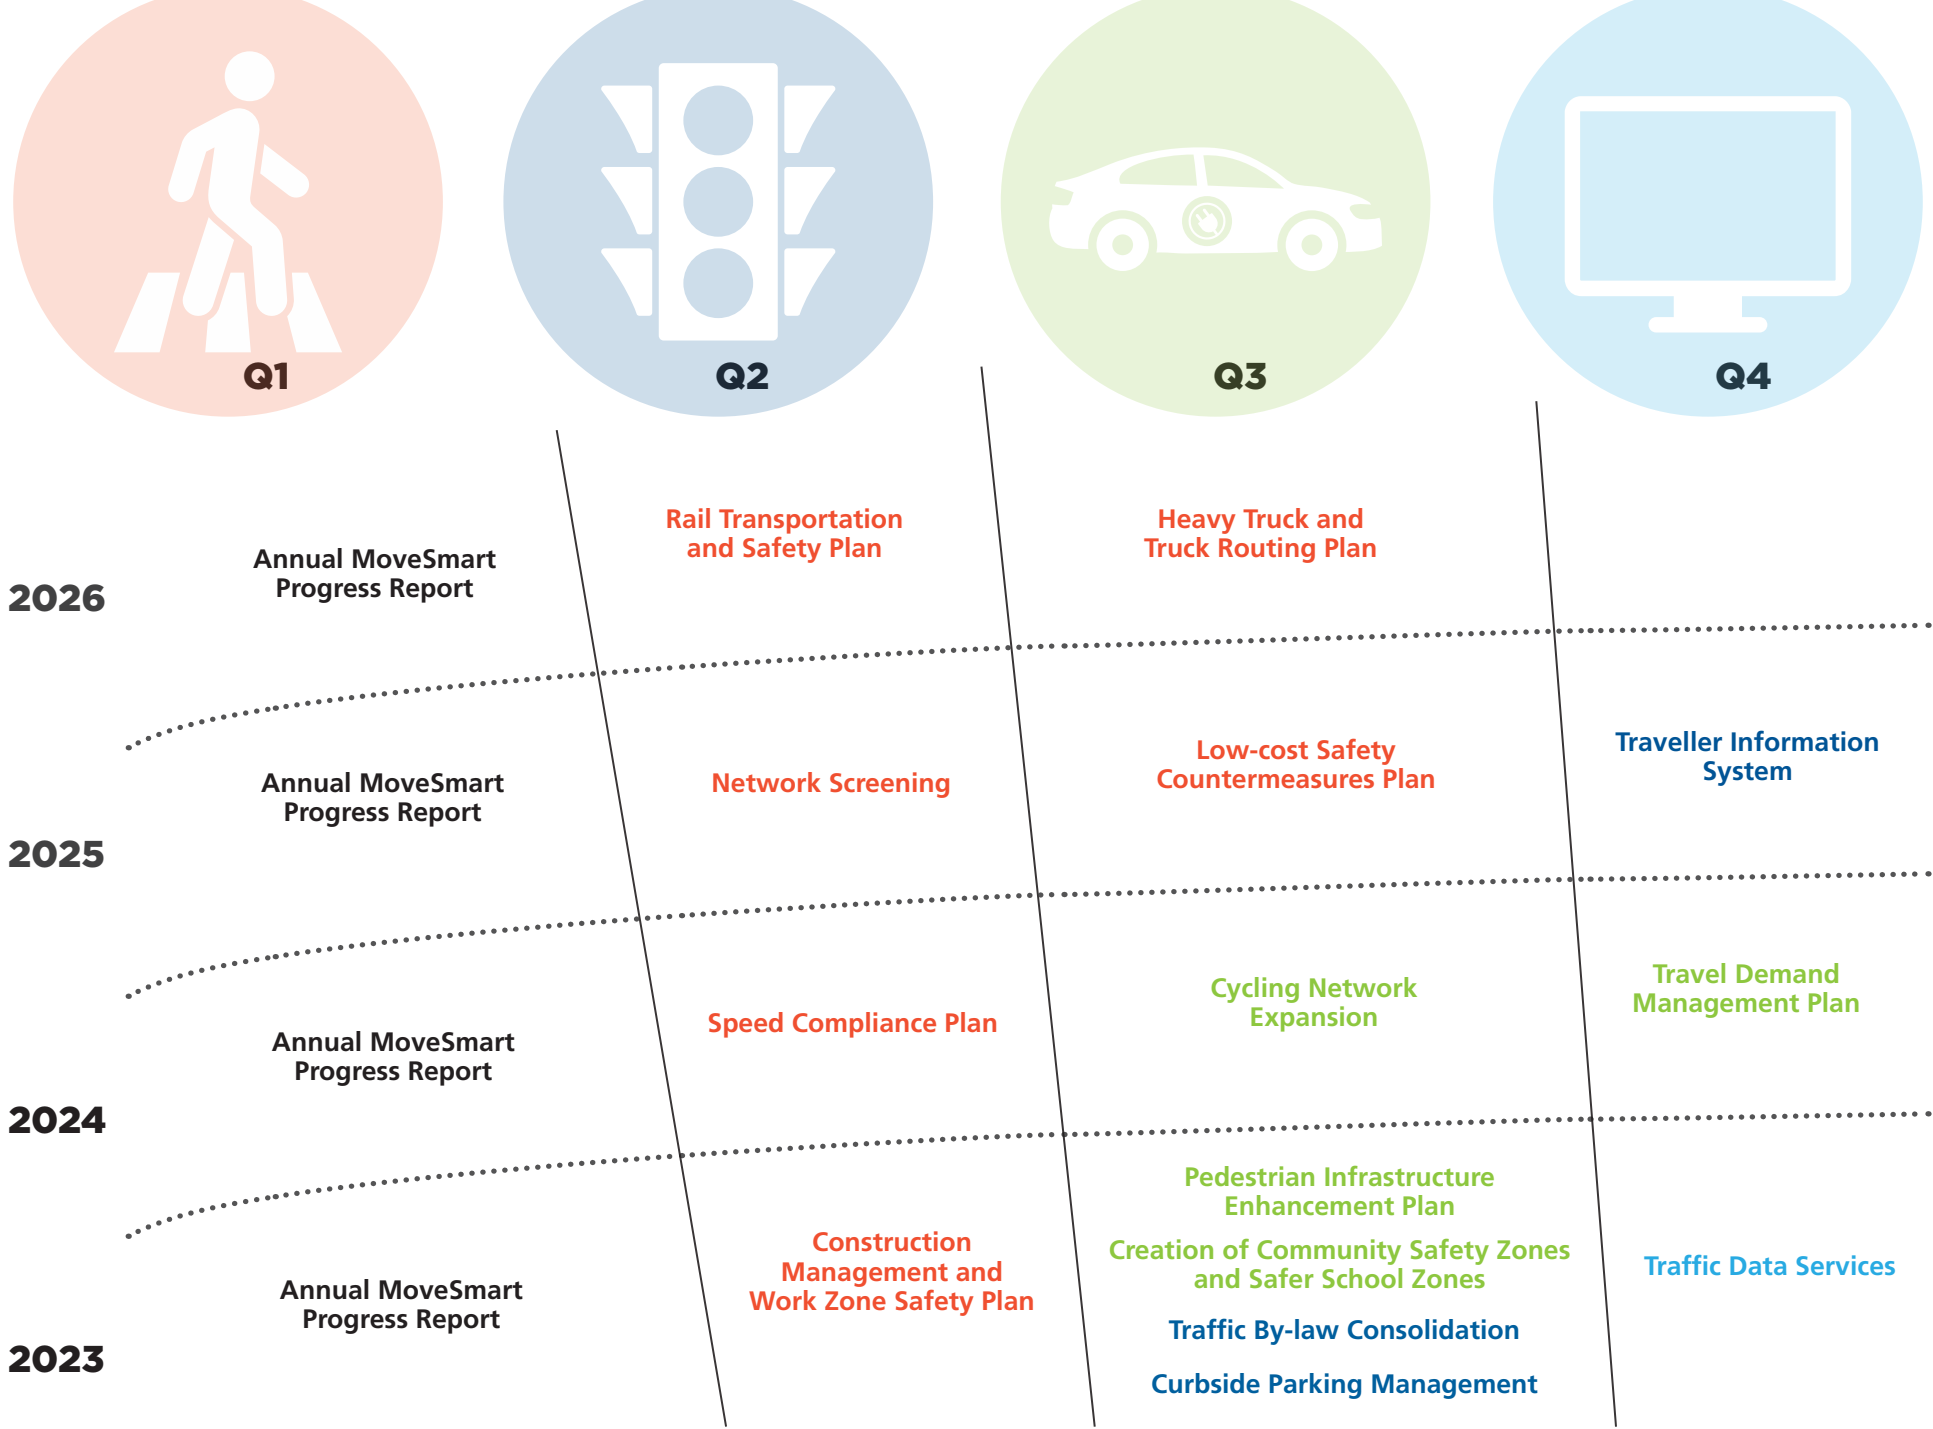 Q1
Q2
Q3
Q4
2026
Annual MoveSmart
Progress Report
Rail Transportation
and Safety Plan
Heavy Truck and
Truck Routing Plan
2025
Annual MoveSmart
Progress Report
Network Screening
Low-cost Safety
Countermeasures Plan
Traveller Information
System
2024
Annual MoveSmart
Progress Report
Speed Compliance Plan
Cycling Network
Expansion
Travel Demand
Management Plan
2023
Annual MoveSmart
Progress Report
Construction
Management and
Work Zone Safety Plan
Pedestrian Infrastructure
Enhancement Plan
Creation of Community Safety Zones
and Safer School Zones
Traffic By-law Consolidation
Curbside Parking Management
Traffic Data Services